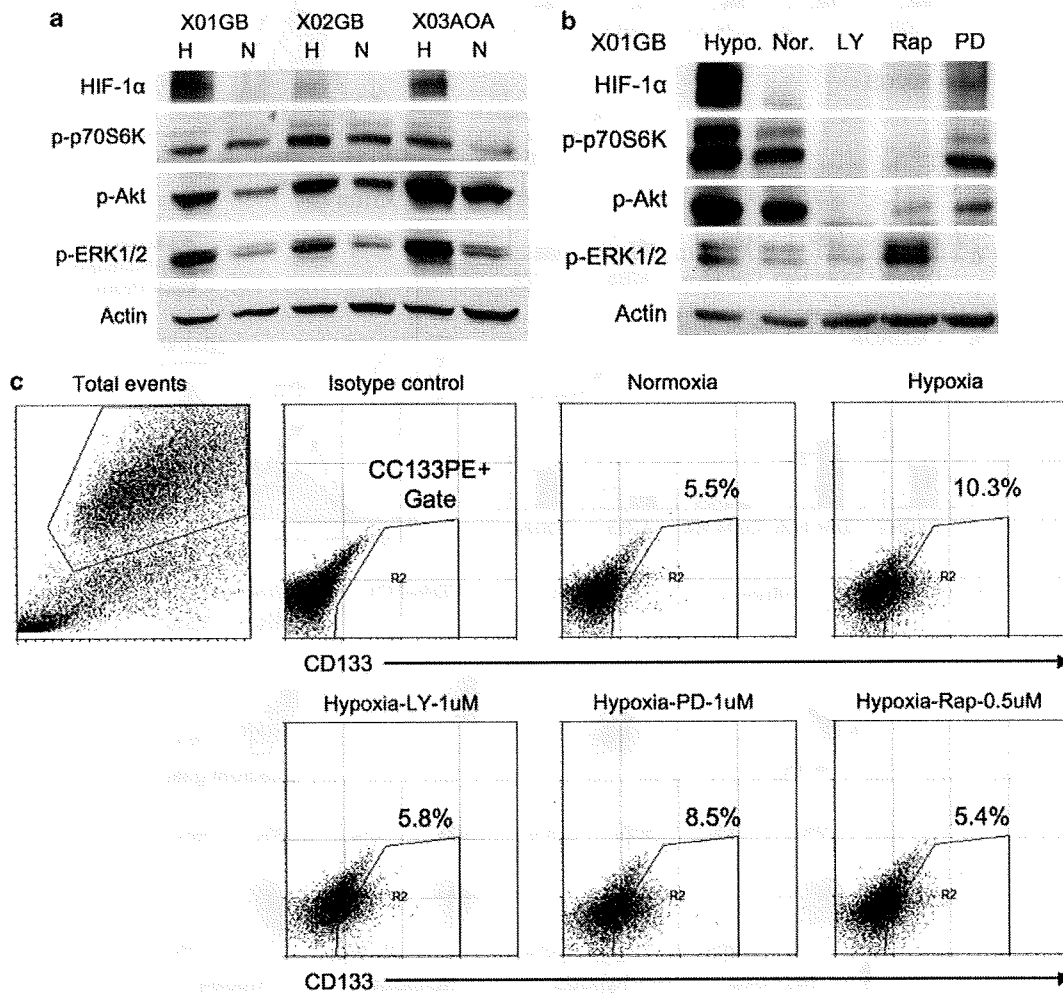 a
X01GB X02GB X03AOA
H N H N H N
HIF-1α
p-p70S6K
p-Akt
p-ERK1/2
Actin
b
X01GB Hypo. Nor. LY Rap PD
HIF-1α
p-p70S6K
p-Akt
p-ERK1/2
Actin
c
Total events
Isotype control
Normoxia
Hypoxia
CC133PE+
Gate
5.5%
10.3%
R2
R2
R2
CD133
Hypoxia-LY-1uM
Hypoxia-PD-1uM
Hypoxia-Rap-0.5uM
5.8%
8.5%
5.4%
R2
R2
R2
CD133